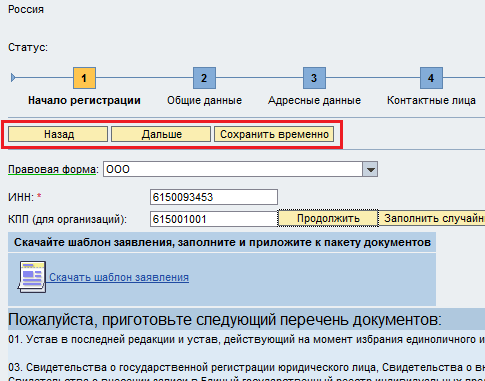 Россия
Статус:
1 2 3 4
Начало регистрации Общие данные Адресные данные Контактные лица
Назад Дальше Сохранить временно
Правовая форма: ООО
ИНН: * 6150093453
КПП (для организаций): 615001001 Продолжить Заполнить случайн
Скачайте шаблон заявления, заполните и приложите к пакету документов
Скачать шаблон заявления
Пожалуйста, приготовьте следующий перечень документов:
01. Устав в последней редакции и устав, действующий на момент избрания единоличного и
03. Свидетельства о государственной регистрации юридического лица, Свидетельства о вн